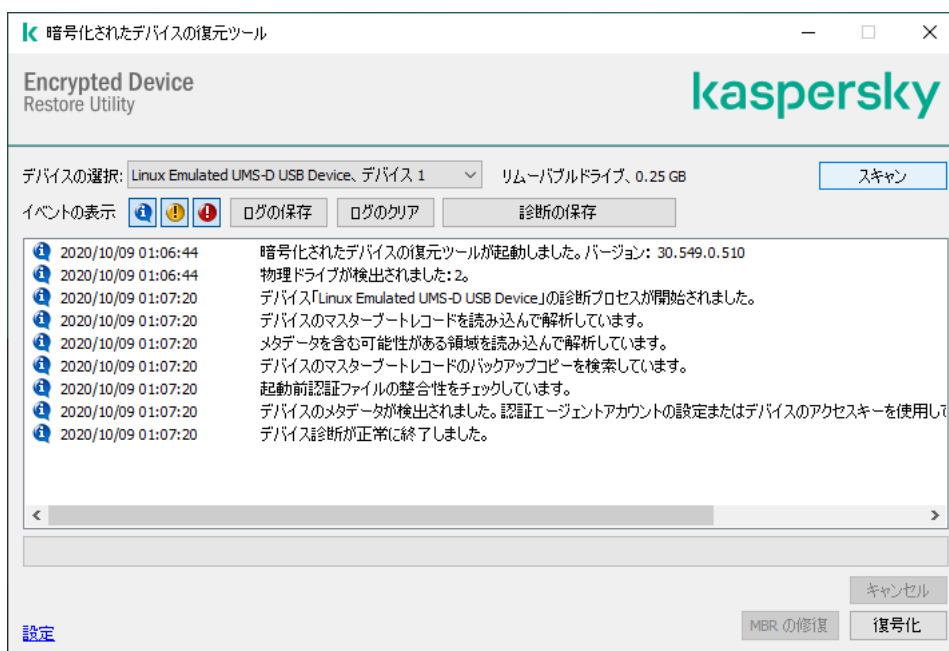 暗号化されたデバイスの復元ツール
Encrypted Device
Restore Utility
kaspersky
デバイスの選択: Linux Emulated UMS-D USB Device、デバイス 1 リムーバブルドライブ、0.25 GB スキャン
イベントの表示 ログの保存 ログのクリア 診断の保存
2020/10/09 01:06:44 暗号化されたデバイスの復元ツールが起動しました。バージョン: 30.549.0.510
2020/10/09 01:06:44 物理ドライブが検出されました: 2。
2020/10/09 01:07:20 デバイス「Linux Emulated UMS-D USB Device」の診断プロセスが開始されました。
2020/10/09 01:07:20 デバイスのマスターブートレコードを読み込んで解析しています。
2020/10/09 01:07:20 メタデータを含む可能性がある領域を読み込んで解析しています。
2020/10/09 01:07:20 デバイスのマスターブートレコードのバックアップコピーを検索しています。
2020/10/09 01:07:20 起動前認証ファイルの整合性をチェックしています。
2020/10/09 01:07:20 デバイスのメタデータが検出されました。認証エージェントアカウントの設定またはデバイスのアクセスキーを使用して
2020/10/09 01:07:20 デバイス診断が正常に終了しました。
キャンセル
設定 MBR の修復 復号化